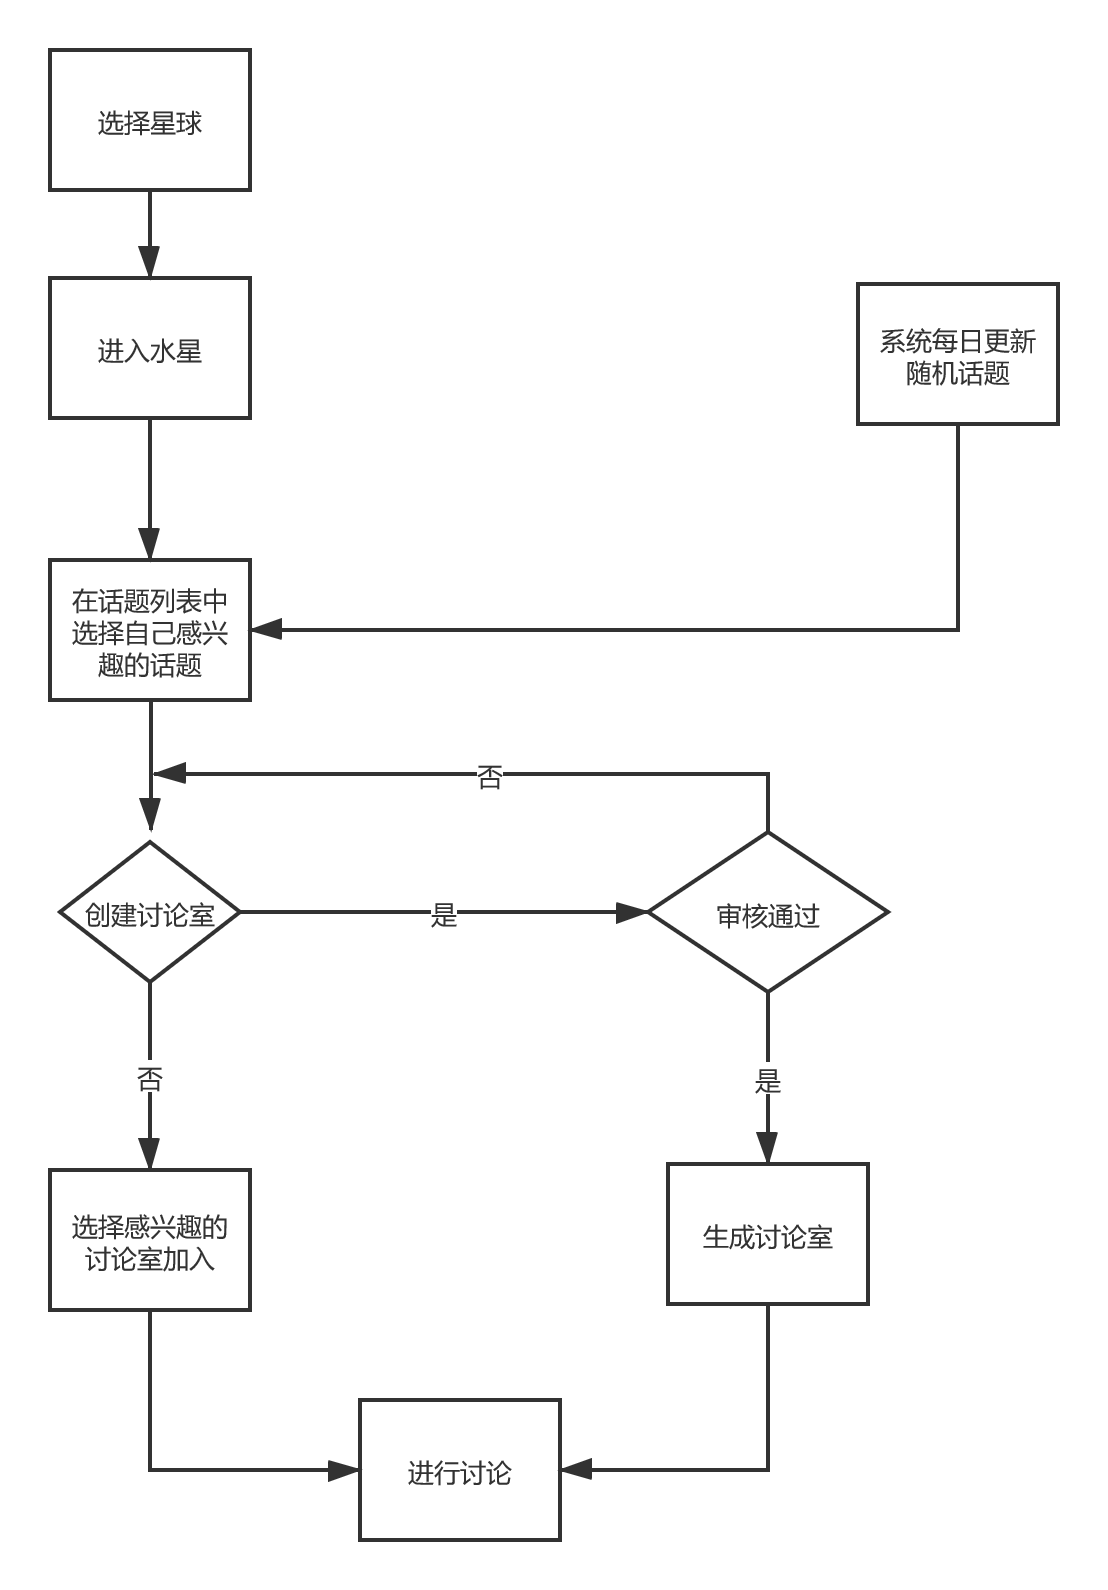 选择星球
进入水星
系统每日更新
随机话题
在话题列表中
选择自己感兴
趣的话题
否
创建讨论室
是
审核通过
否
是
选择感兴趣的
讨论室加入
生成讨论室
进行讨论